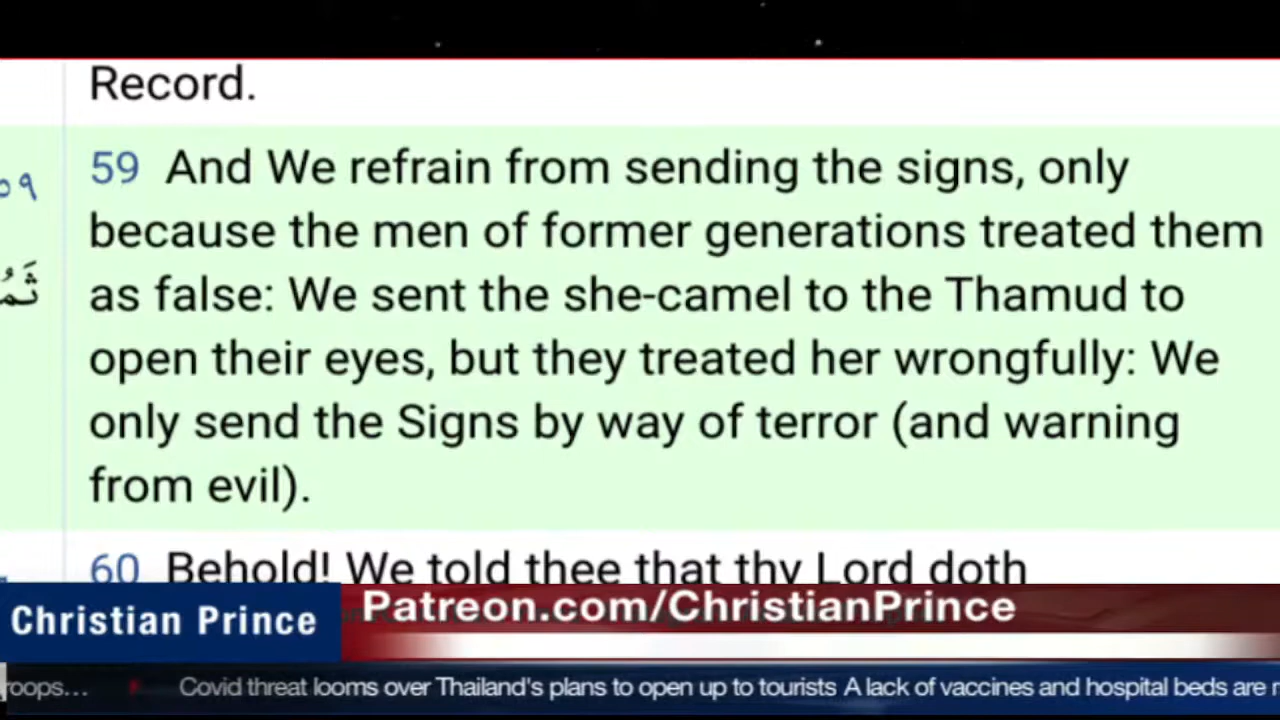 Record.
59 And We refrain from sending the signs, only
because the men of former generations treated them
as false: We sent the she-camel to the Thamud to
open their eyes, but they treated her wrongfully: We
only send the Signs by way of terror (and warning
from evil).
60 Behold! We told thee that thy Lord doth
Christian Prince
Patreon.com/ChristianPrince
roops... Covid threat looms over Thailand's plans to open up to tourists A lack of vaccines and hospital beds are